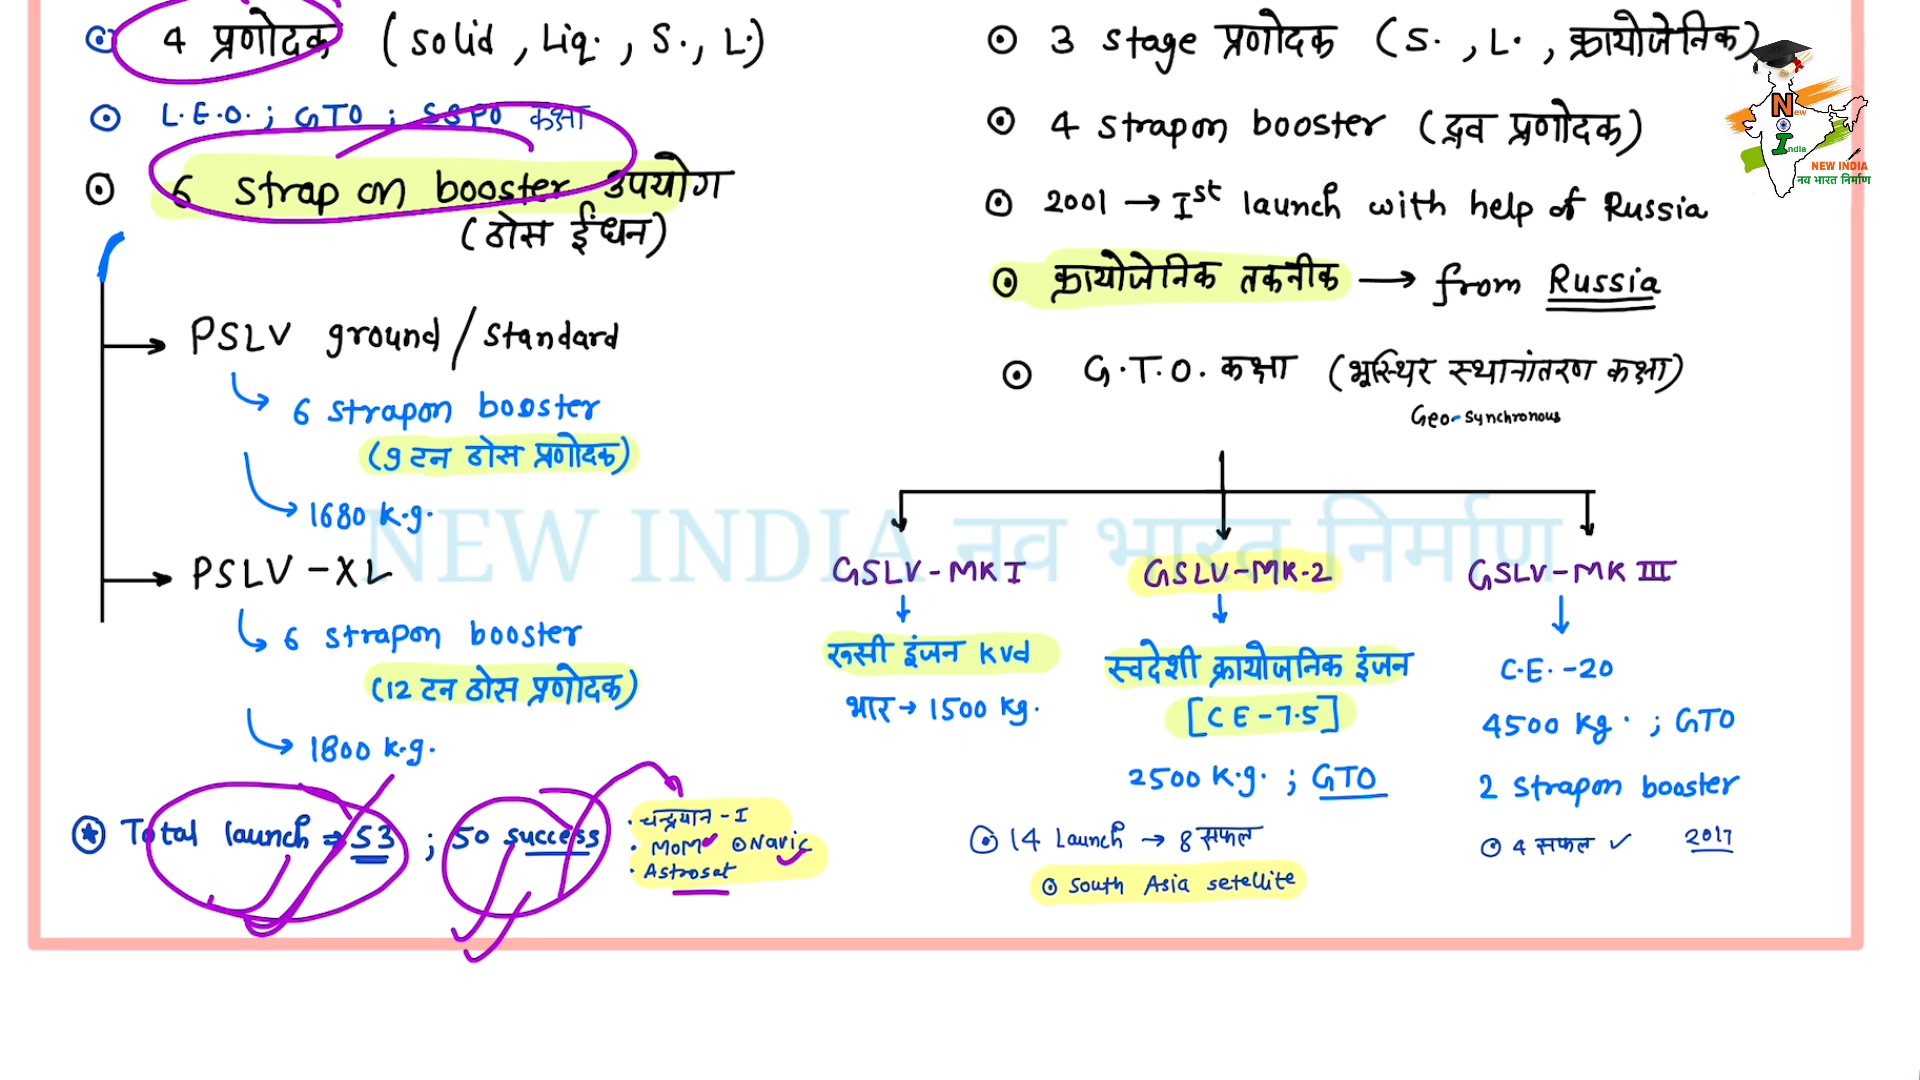 4 प्रणोदक (Solid, Liq., S., L.)
L.E.O. ; GTO ; SSPO कक्षा
6 Strap on booster उपयोग
(ठोस ईंधन)
PSLV ground / Standard
6 strapon booster
(9 टन ठोस प्रणोदक)
1680 K.g.
PSLV - XL
6 strapon booster
(12 टन ठोस प्रणोदक)
1800 K.g.
Total launch → 53 ; 50 success
चन्द्रयान - I
MOM Navic
Astrosat
3 Stage प्रणोदक (S. , L. , क्रायोजेनिक)
4 Strapon booster (द्रव प्रणोदक)
2001 → Ist launch with help of Russia
क्रायोजेनिक तकनीक → from Russia
G.T.O. कक्षा (भूस्थिर स्थानांतरण कक्षा)
Geo-Synchronous
GSLV - MK I
रूसी इंजन KVd
भार → 1500 Kg.
GSLV-MK-2
स्वदेशी क्रायोजनिक इंजन
[CE-7.5]
2500 K.g. ; GTO
14 Launch → 8 सफल
South Asia setellite
GSLV-MK III
C.E. -20
4500 Kg. ; GTO
2 Strapon booster
4 सफल ✓ 2017
NEW INDIA नव भारत निर्माण
New
India
NEW INDIA
नव भारत निर्माण